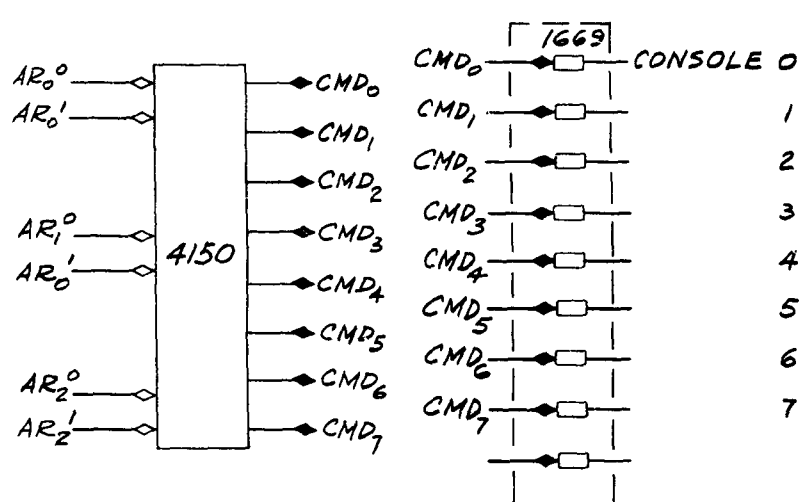 AR₀⁰
AR₀¹
AR₁⁰
AR₀¹
AR₂⁰
AR₂¹
4150
CMD₀
CMD₁
CMD₂
CMD₃
CMD₄
CMD₅
CMD₆
CMD₇
1669
CMD₀ CONSOLE 0
CMD₁ 1
CMD₂ 2
CMD₃ 3
CMD₄ 4
CMD₅ 5
CMD₆ 6
CMD₇ 7